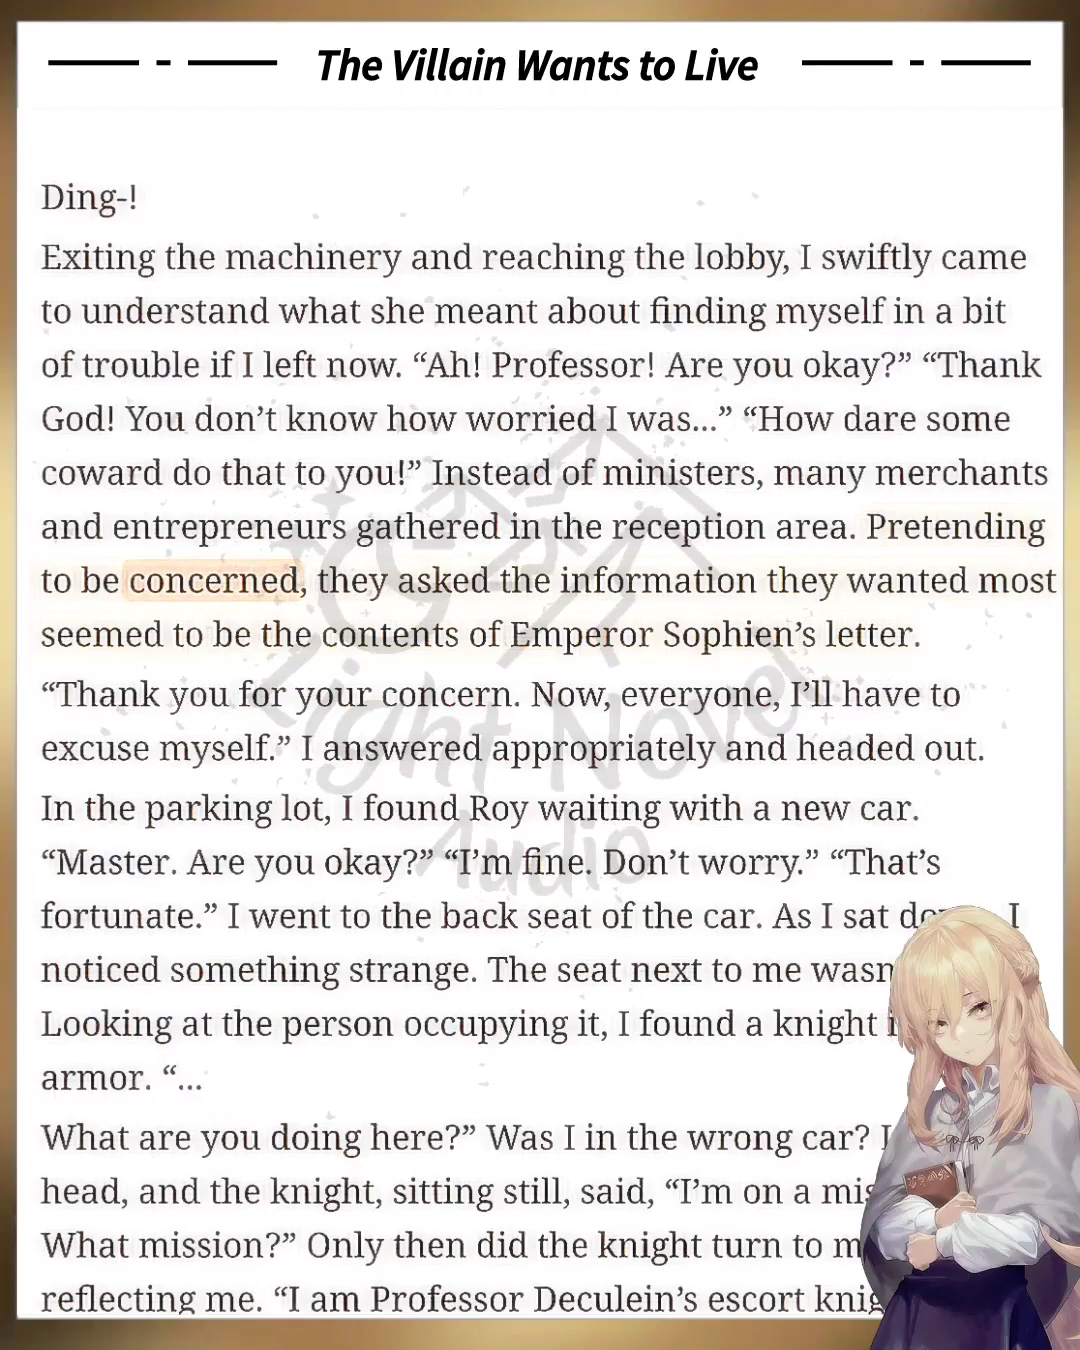 The Villain Wants to Live
Ding-!
Exiting the machinery and reaching the lobby, I swiftly came
to understand what she meant about finding myself in a bit
of trouble if I left now. “Ah! Professor! Are you okay?” “Thank
God! You don’t know how worried I was...” “How dare some
coward do that to you!” Instead of ministers, many merchants
and entrepreneurs gathered in the reception area. Pretending
to be concerned, they asked the information they wanted most
seemed to be the contents of Emperor Sophien’s letter.
“Thank you for your concern. Now, everyone, I’ll have to
excuse myself.” I answered appropriately and headed out.
In the parking lot, I found Roy waiting with a new car.
“Master. Are you okay?” “I’m fine. Don’t worry.” “That’s
fortunate.” I went to the back seat of the car. As I sat I
noticed something strange. The seat next to me
Looking at the person occupying it, I found a knight
armor. “...
What are you doing here?” Was I in the wrong car?
head, and the knight, sitting still, said, “I’m on a
What mission?” Only then did the knight turn to
reflecting me. “I am Professor Deculein’s escort
Light Novel
Audio